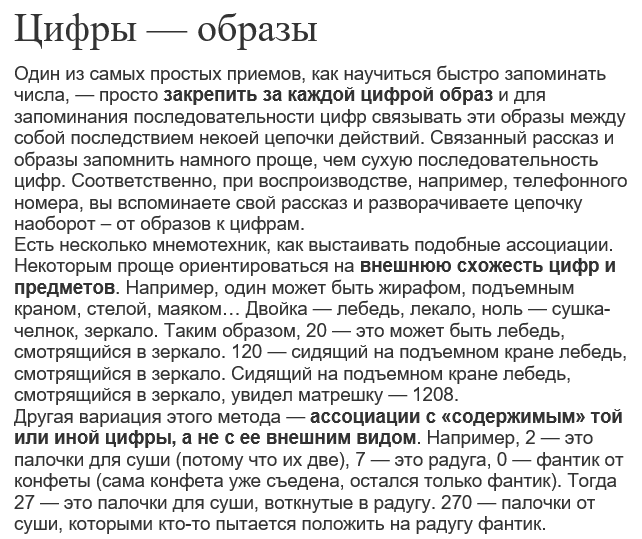 Цифры — образы
Один из самых простых приемов, как научиться быстро запоминать
числа, — просто закрепить за каждой цифрой образ и для
запоминания последовательности цифр связывать эти образы между
собой последствием некоей цепочки действий. Связанный рассказ и
образы запомнить намного проще, чем сухую последовательность
цифр. Соответственно, при воспроизводстве, например, телефонного
номера, вы вспоминаете свой рассказ и разворачиваете цепочку
наоборот – от образов к цифрам.
Есть несколько мнемотехник, как выстаивать подобные ассоциации.
Некоторым проще ориентироваться на внешнюю схожесть цифр и
предметов. Например, один может быть жирафом, подъемным
краном, стелой, маяком… Двойка — лебедь, лекало, ноль — сушка-
челнок, зеркало. Таким образом, 20 — это может быть лебедь,
смотрящийся в зеркало. 120 — сидящий на подъемном кране лебедь,
смотрящийся в зеркало. Сидящий на подъемном кране лебедь,
смотрящийся в зеркало, увидел матрешку — 1208.
Другая вариация этого метода — ассоциации с «содержимым» той
или иной цифры, а не с ее внешним видом. Например, 2 — это
палочки для суши (потому что их две), 7 — это радуга, 0 — фантик от
конфеты (сама конфета уже съедена, остался только фантик). Тогда
27 — это палочки для суши, воткнутые в радугу. 270 — палочки от
суши, которыми кто-то пытается положить на радугу фантик.